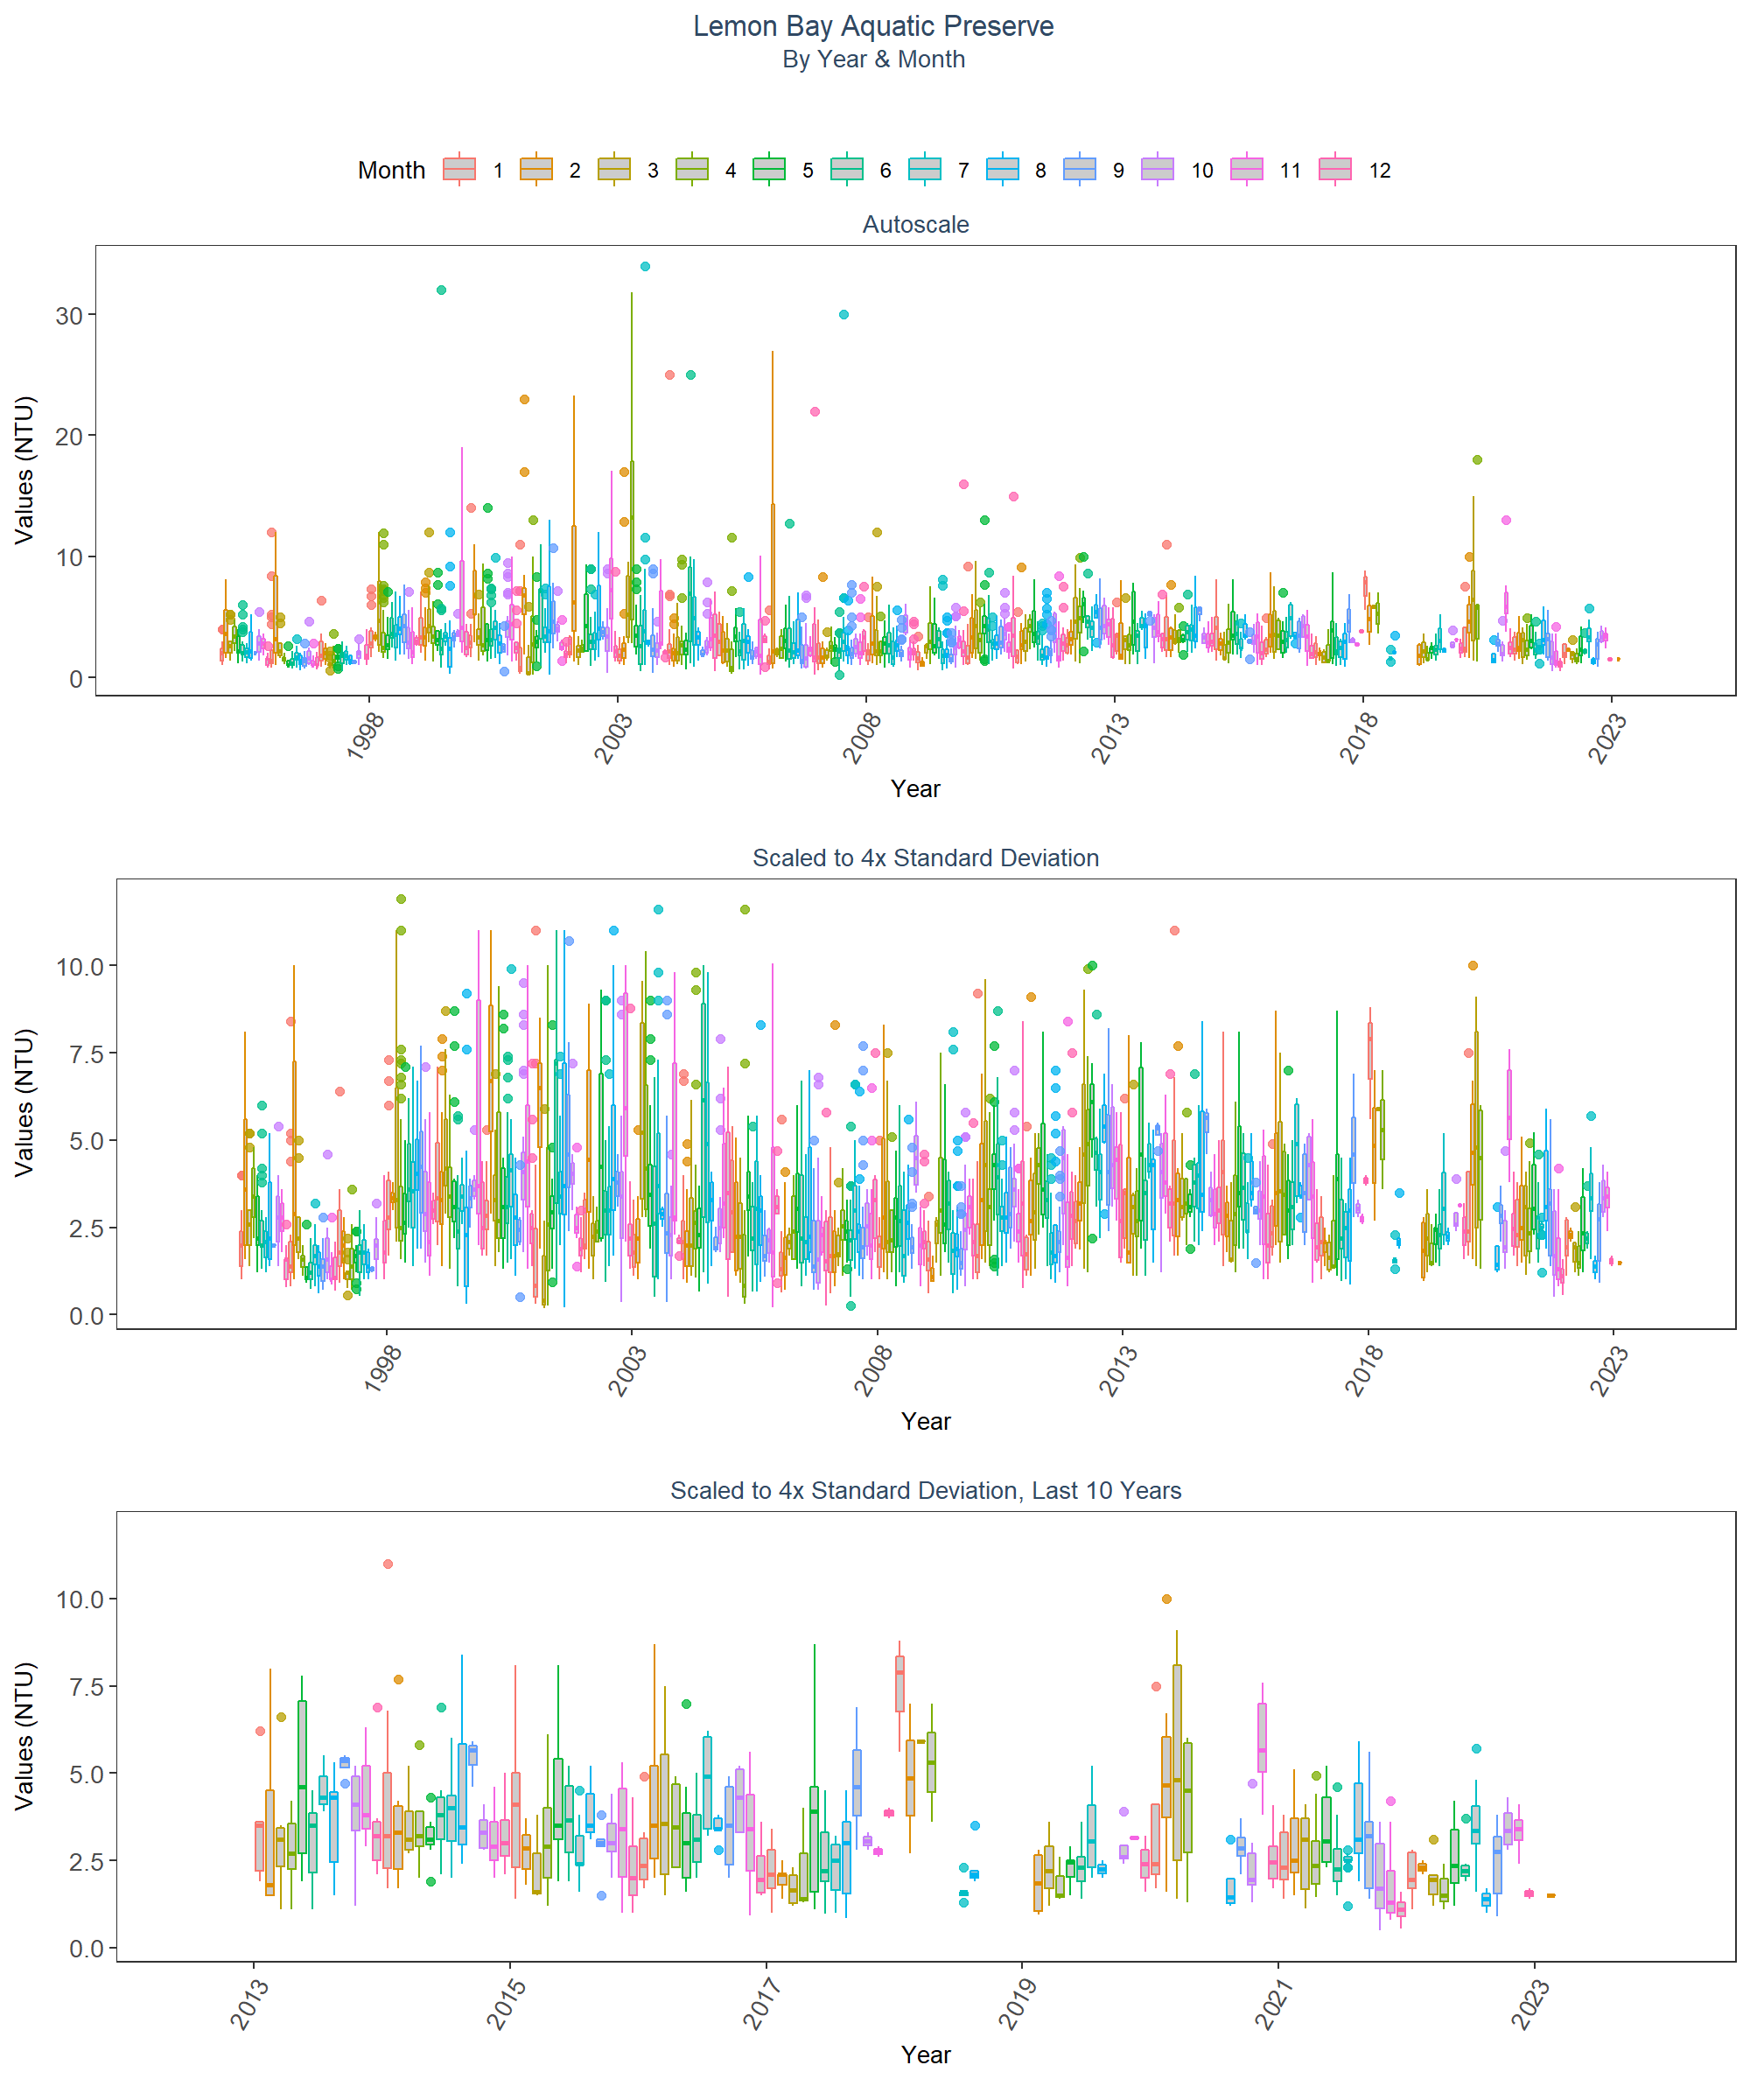 Lemon Bay Aquatic Preserve
By Year & Month
Month 1 2 3 4 5 6 7 8 9 10 11 12
Autoscale
Values (NTU)
30
20
10
0
1998 2003 2008 2013 2018 2023
Year
Scaled to 4x Standard Deviation
Values (NTU)
10.0
7.5
5.0
2.5
0.0
1998 2003 2008 2013 2018 2023
Year
Scaled to 4x Standard Deviation, Last 10 Years
Values (NTU)
10.0
7.5
5.0
2.5
0.0
2013 2015 2017 2019 2021 2023
Year